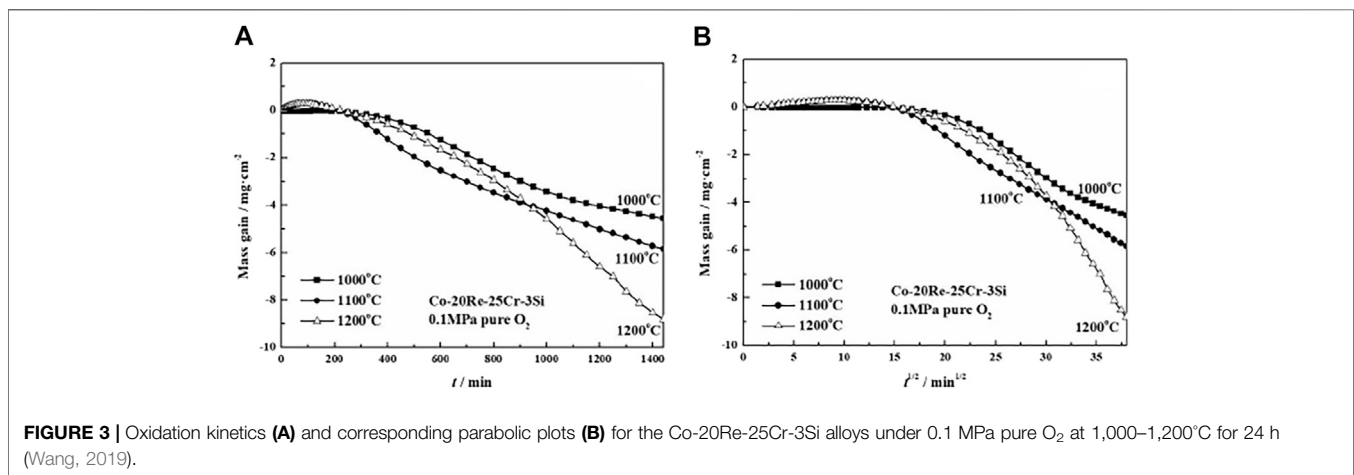 A
B
2
0
-2
-4
-6
-8
-10
Mass gain / mg·cm⁻²
1000°C
1100°C
1200°C
1000°C
1100°C
1200°C
Co-20Re-25Cr-3Si
0.1MPa pure O₂
0 200 400 600 800 1000 1200 1400
t / min
2
0
-2
-4
-6
-8
-10
Mass gain / mg·cm⁻²
1000°C
1100°C
1200°C
1000°C
1100°C
1200°C
Co-20Re-25Cr-3Si
0.1MPa pure O₂
0 5 10 15 20 25 30 35
t¹/² / min¹/²
FIGURE 3 | Oxidation kinetics (A) and corresponding parabolic plots (B) for the Co-20Re-25Cr-3Si alloys under 0.1 MPa pure O₂ at 1,000–1,200°C for 24 h
(Wang, 2019).